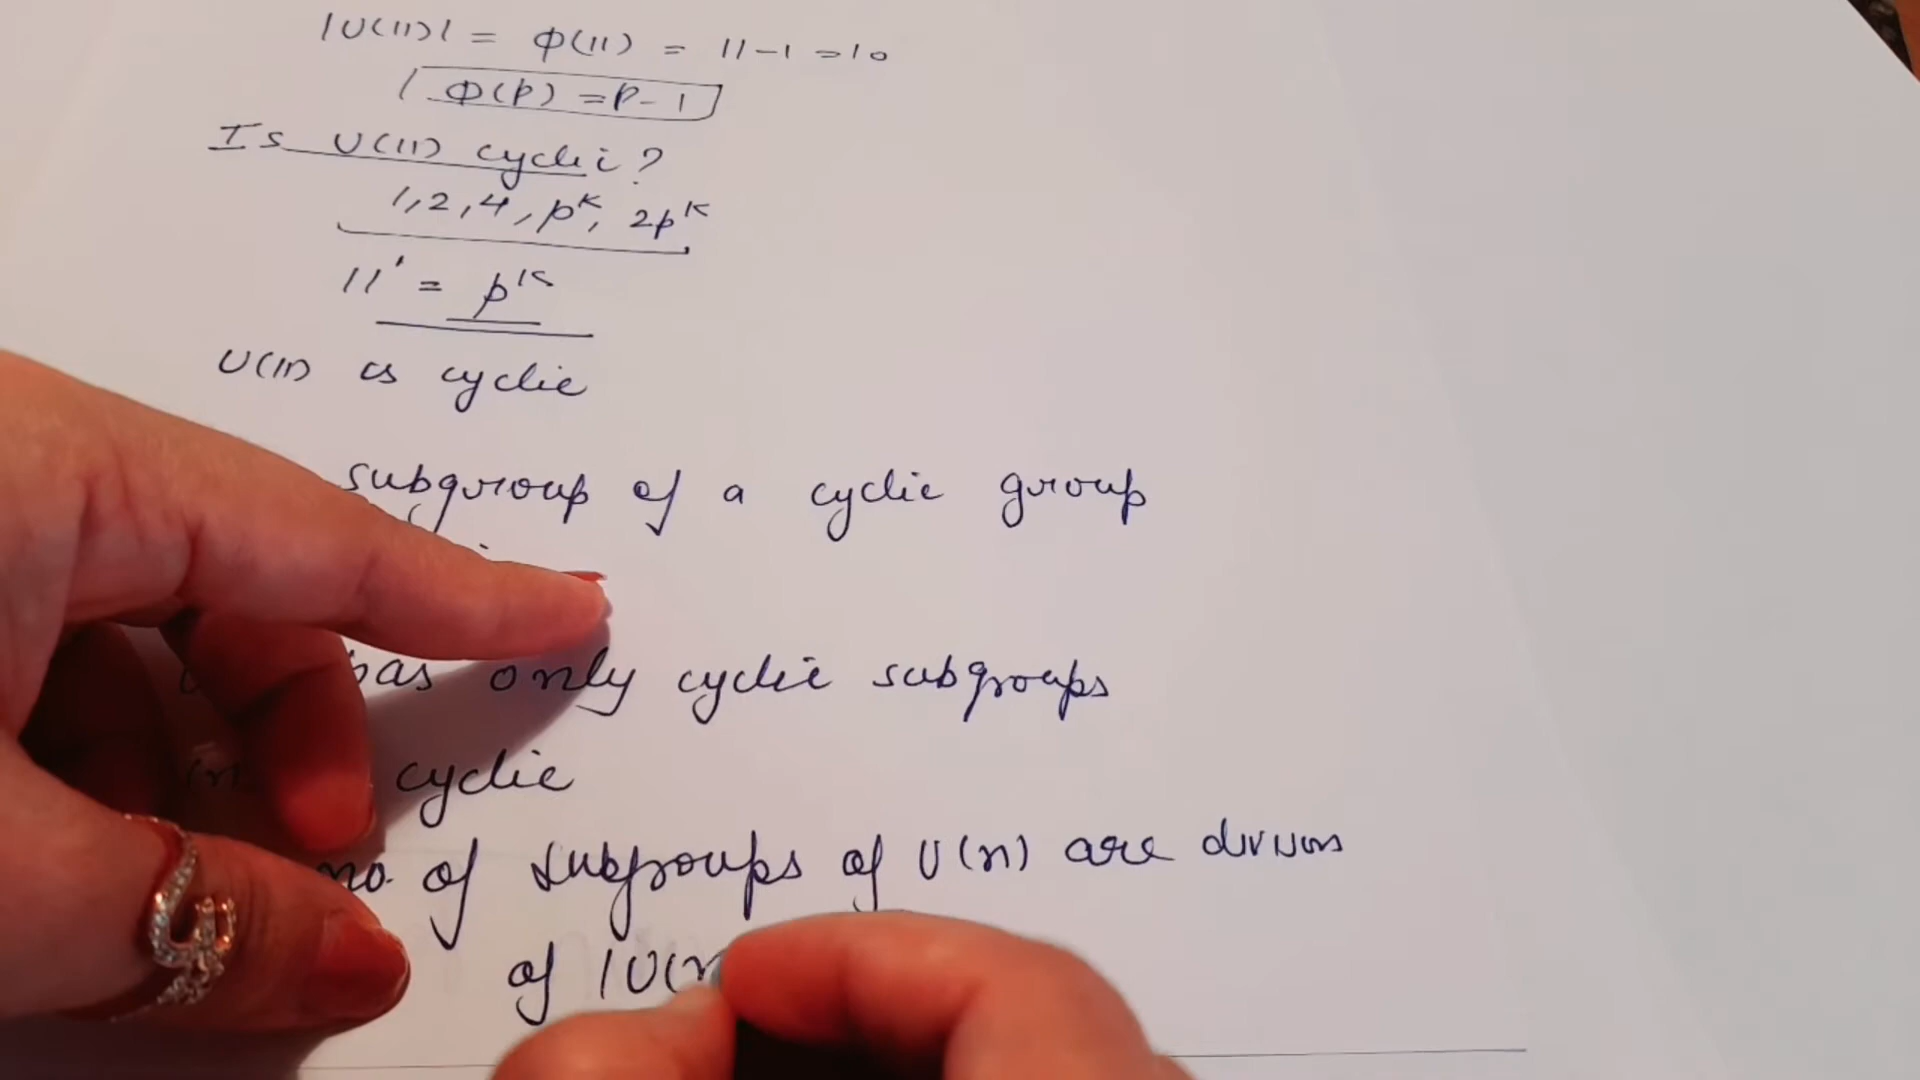 |U(11)| = Φ(11) = 11-1 = 10
Φ(p) = p-1
Is U(11) cyclic?
1, 2, 4, p^k, 2p^k
11' = p^k
U(11) is cyclic
subgroup of a cyclic group
has only cyclic subgroups
cyclic
no. of subgroups of U(n) are divisors
of |U(n